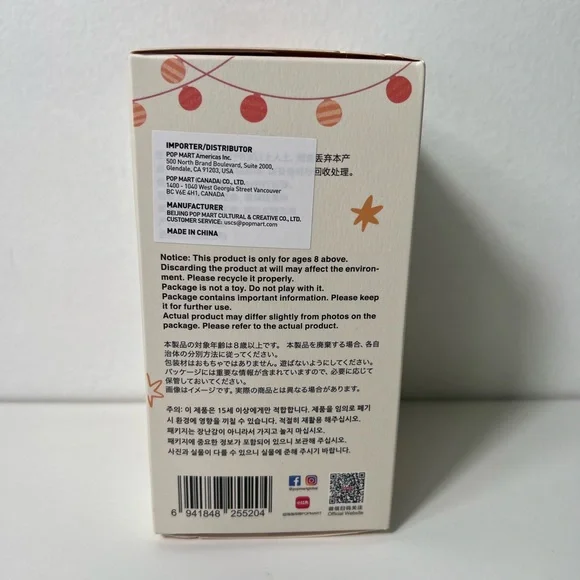 丢弃本产
回收处理。
IMPORTER/DISTRIBUTOR
POP MART Americas Inc.
500 North Brand Boulevard, Suite 2000,
Glendale, CA 91203, USA
POP MART (CANADA) CO., LTD.
1400 - 1040 West Georgia Street Vancouver
BC V6E 4H1, CANADA
MANUFACTURER
BEIJING POP MART CULTURAL & CREATIVE CO., LTD.
CUSTOMER SERVICE: uscs@popmart.com
MADE IN CHINA
Notice: This product is only for ages 8 above.
Discarding the product at will may affect the environ-
ment. Please recycle it properly.
Package is not a toy. Do not play with it.
Package contains important information. Please keep
it for further use.
Actual product may differ slightly from photos on the
package. Please refer to the actual product.
本製品の対象年齢は8歳以上です。 本製品を廃棄する場合、各自
治体の分別方法に従ってください。
包装材はおもちゃではありません。遊ばないようにしてください。
パッケージには重要な情報が含まれているため、必要に応じて
保管しておいてください。
画像はイメージです。実際の商品とは異なる場合があります。
주의: 이 제품은 15세 이상에게만 적합합니다. 제품을 임의로 폐기
시 환경에 영향을 끼칠 수 있습니다. 적절히 재활용 해주십시오.
패키지는 장난감이 아니라서 가지고 놀지 마십시오.
패키지에 중요한 정보가 포함되어 있으니 보관해 주십시오.
사진과 실물이 다를 수 있으니 실물에 준해 주시기 바랍니다.
6 941848 255204
小红书
Official Website